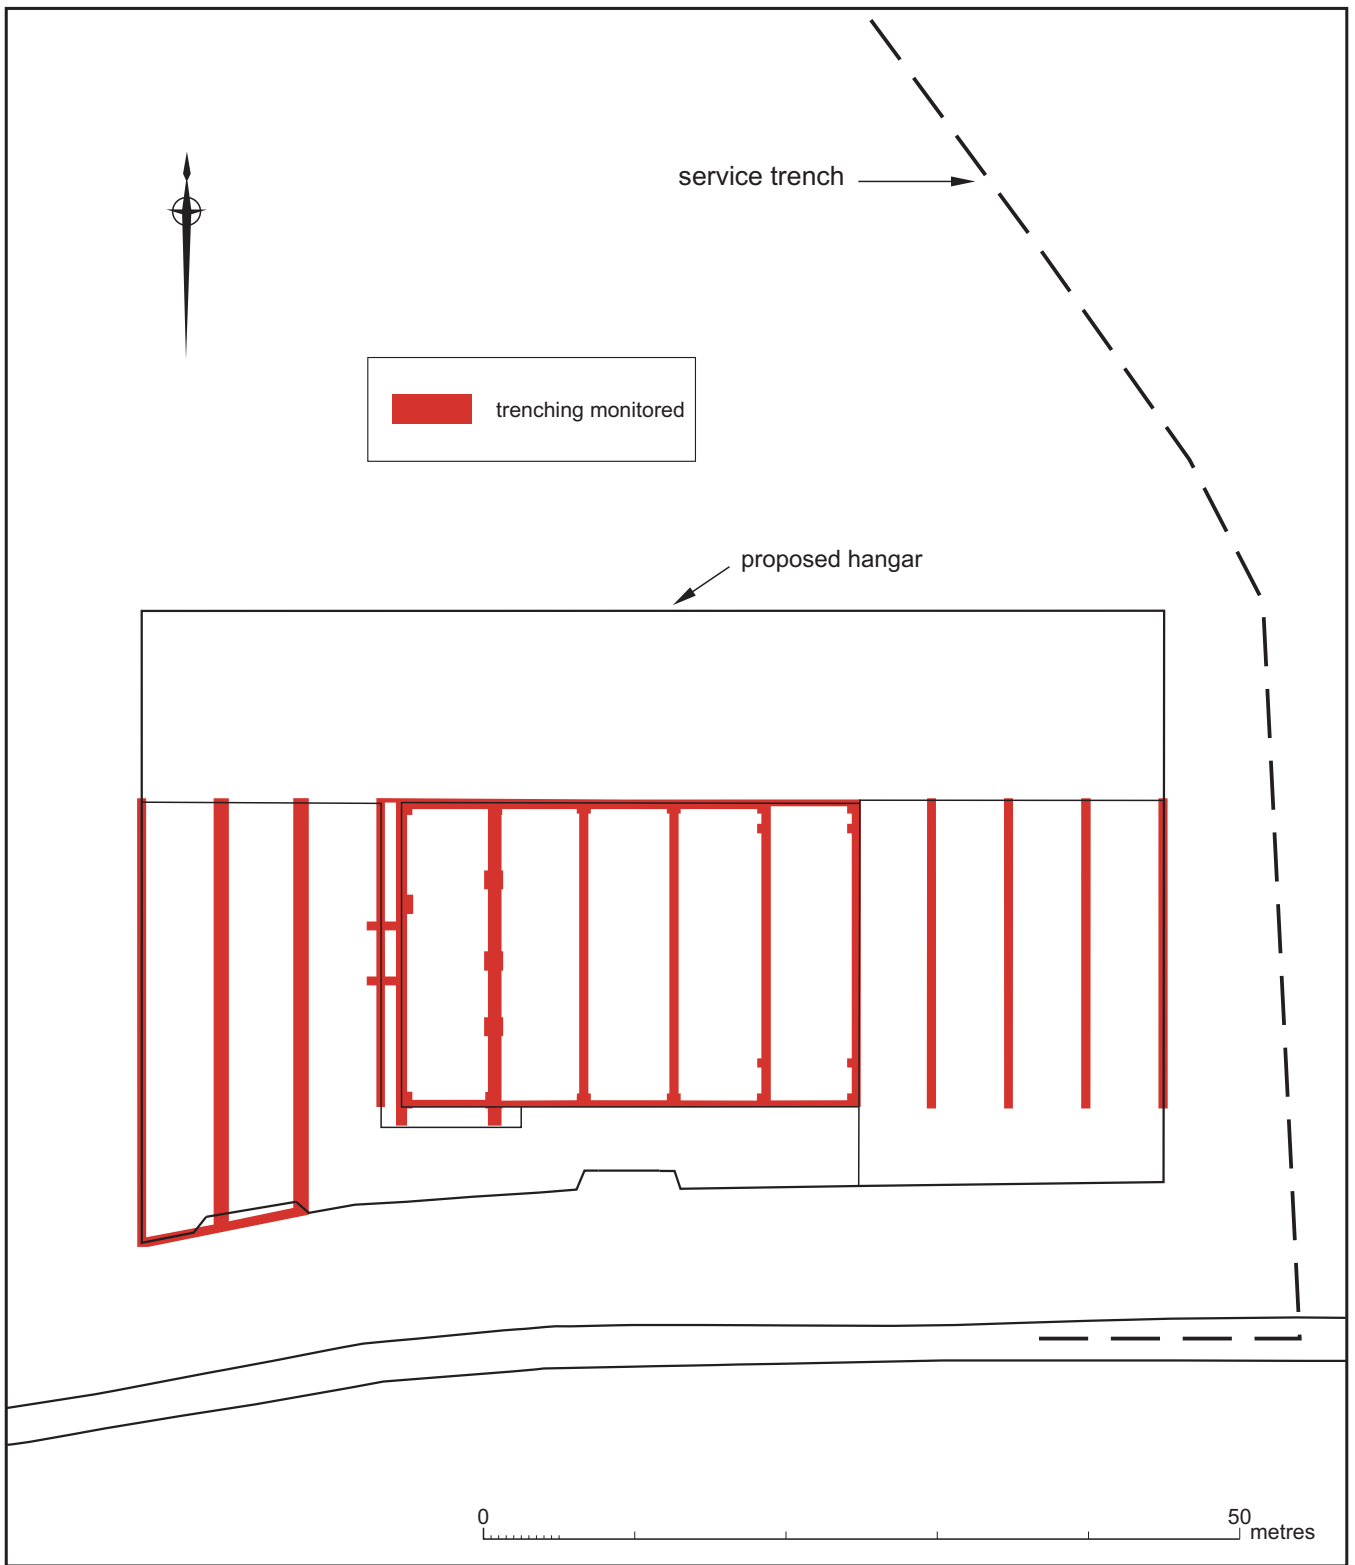 service trench
trenching monitored
proposed hangar
0
50
metres